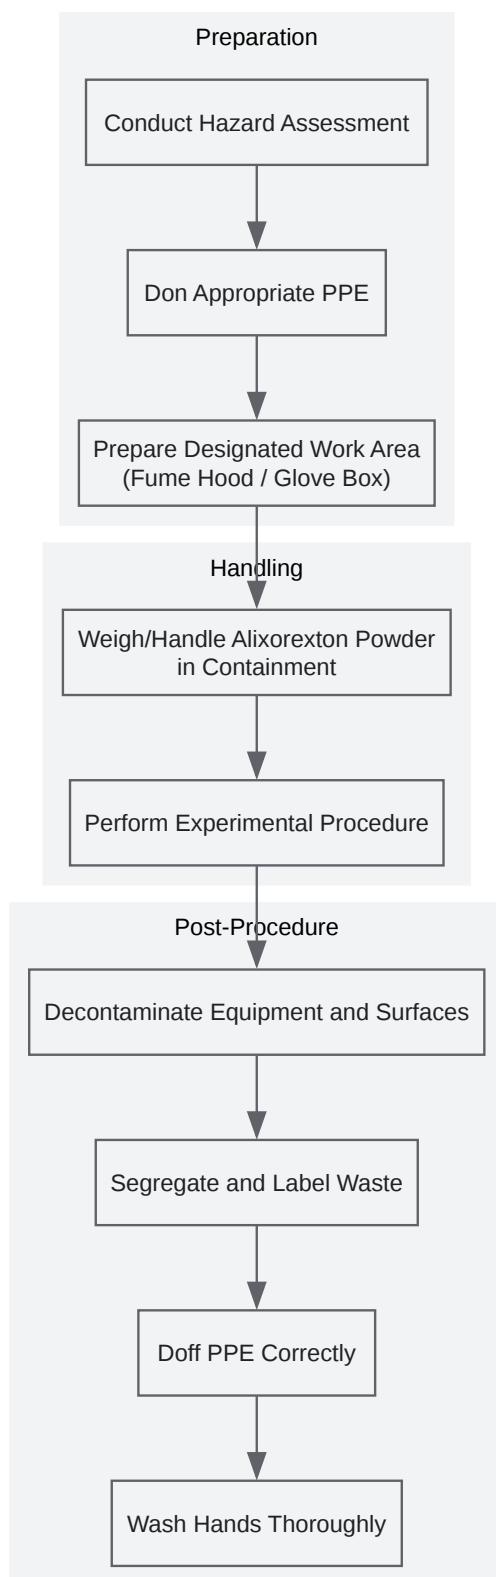 Preparation
Conduct Hazard Assessment
Don Appropriate PPE
Prepare Designated Work Area
(Fume Hood / Glove Box)
Handling
Weigh/Handle Alixorexton Powder
in Containment
Perform Experimental Procedure
Post-Procedure
Decontaminate Equipment and Surfaces
Segregate and Label Waste
Doff PPE Correctly
Wash Hands Thoroughly